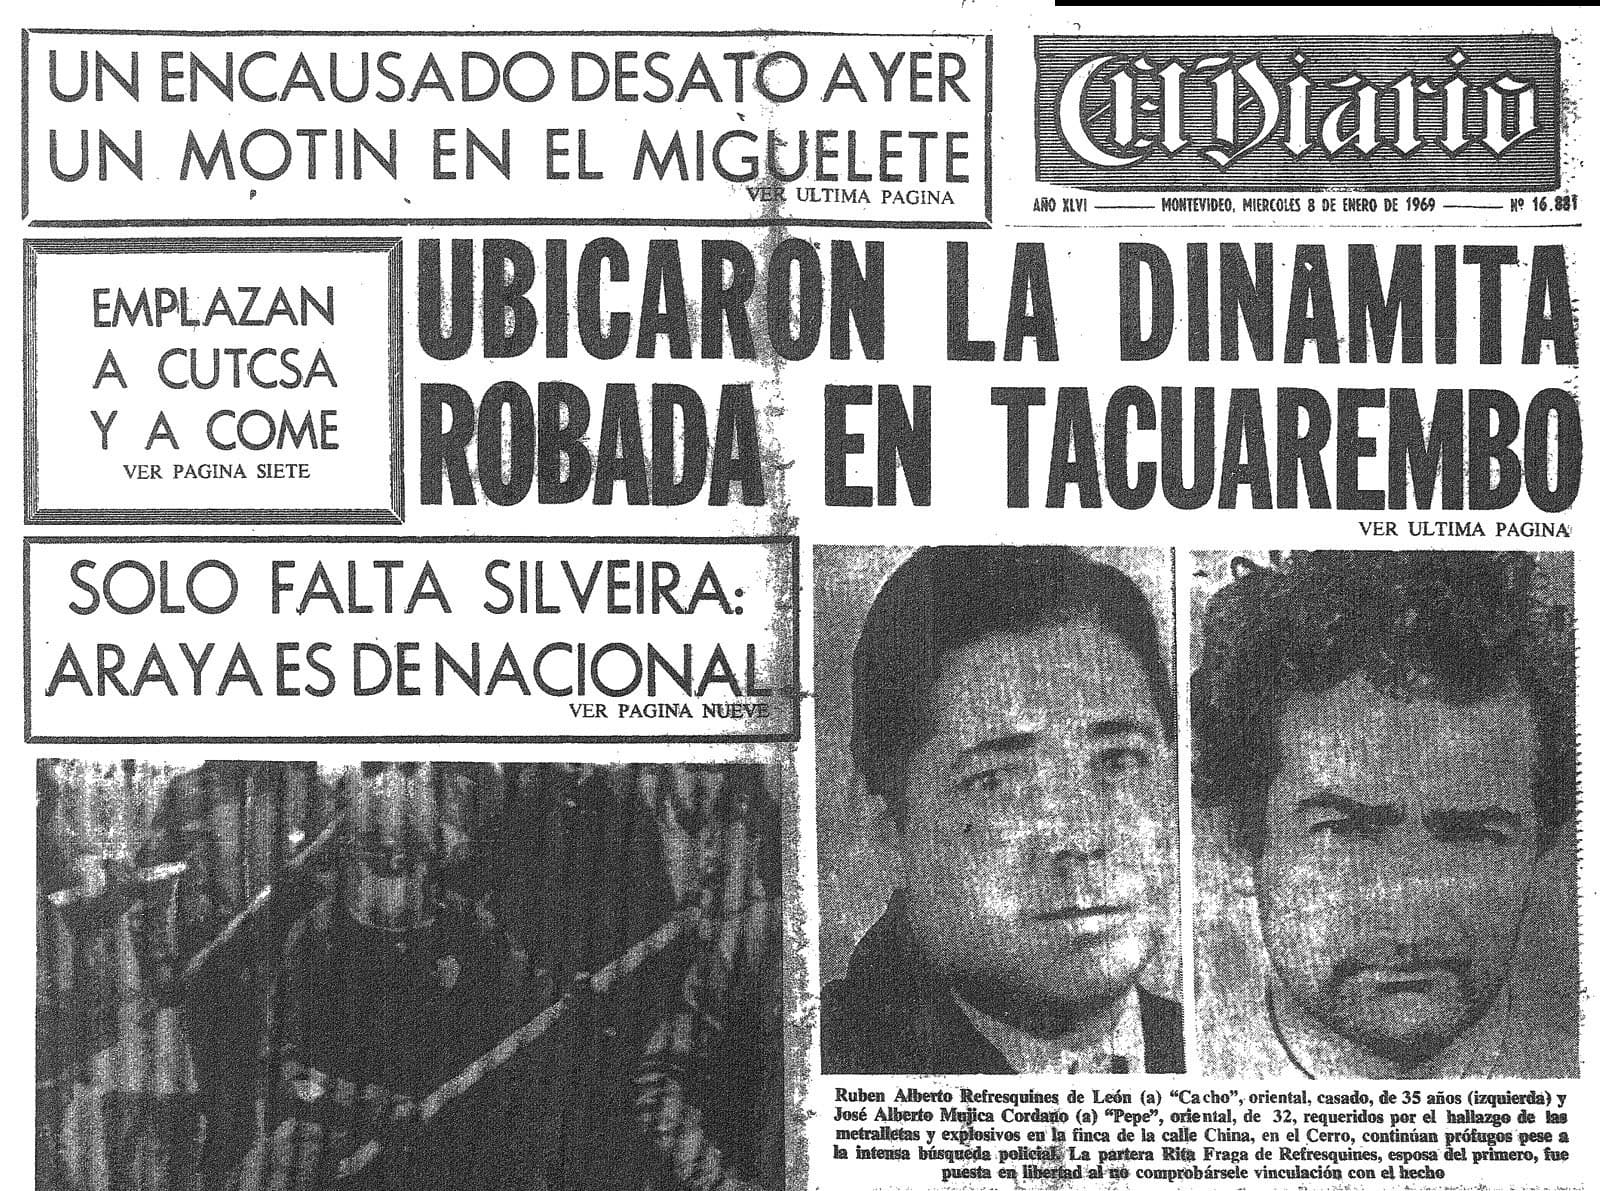 UN ENCAUSADO DESATO AYER
UN MOTIN EN EL MIGUELETE
VER ULTIMA PAGINA
El Diario
AÑO XLVI — MONTEVIDEO, MIERCOLES 8 DE ENERO DE 1969 — Nº 16.881
EMPLAZAN
A CUTCSA
Y A COME
VER PAGINA SIETE
UBICARON LA DINAMITA
ROBADA EN TACUAREMBO
VER ULTIMA PAGINA
SOLO FALTA SILVEIRA:
ARAYA ES DE NACIONAL
VER PAGINA NUEVE
Ruben Alberto Refresquines de León (a) “Cacho”, oriental, casado, de 35 años (izquierda) y
José Alberto Mujica Cordano (a) “Pepe”, oriental, de 32, requeridos por el hallazgo de las
metralletas y explosivos en la finca de la calle China, en el Cerro, continúan prófugos pese a
la intensa búsqueda policial. La partera Rita Fraga de Refresquines, esposa del primero, fue
puesta en libertad al no comprobársele vinculación con el hecho